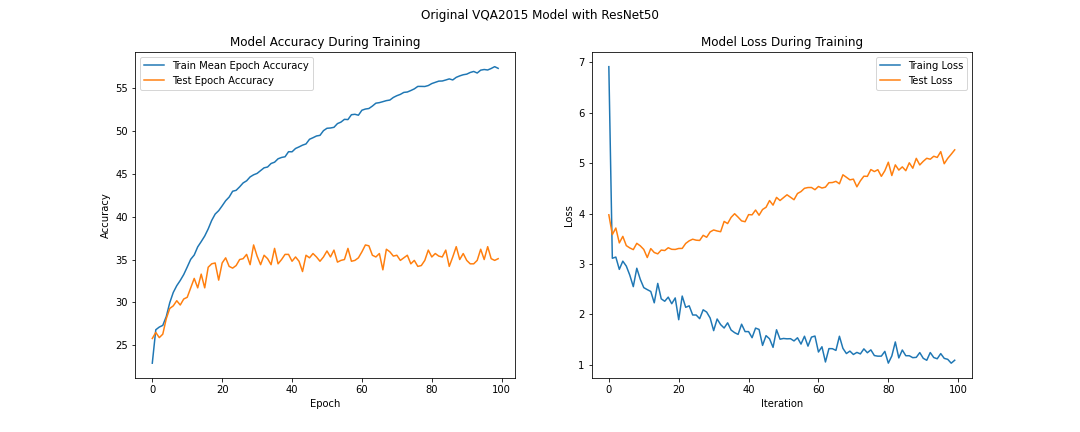 Original VQA2015 Model with ResNet50
Model Accuracy During Training
Train Mean Epoch Accuracy
Test Epoch Accuracy
55
50
45
40
35
30
25
Accuracy
0 20 40 60 80 100
Epoch
Model Loss During Training
Traing Loss
Test Loss
7
6
5
4
3
2
1
Loss
0 20 40 60 80 100
Iteration